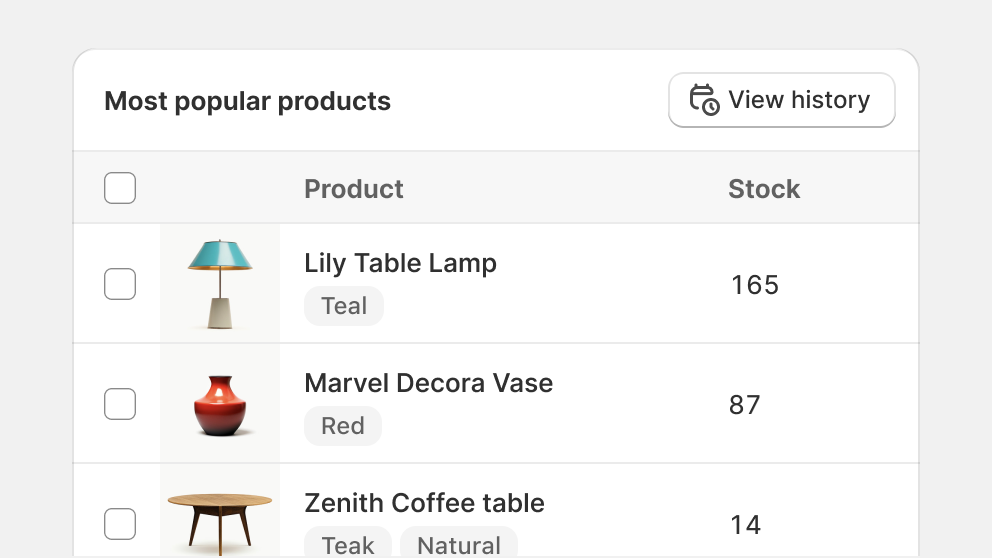 Most popular products
View history
Product Stock
Lily Table Lamp
Teal
165
Marvel Decora Vase
Red
87
Zenith Coffee table
Teak Natural
14